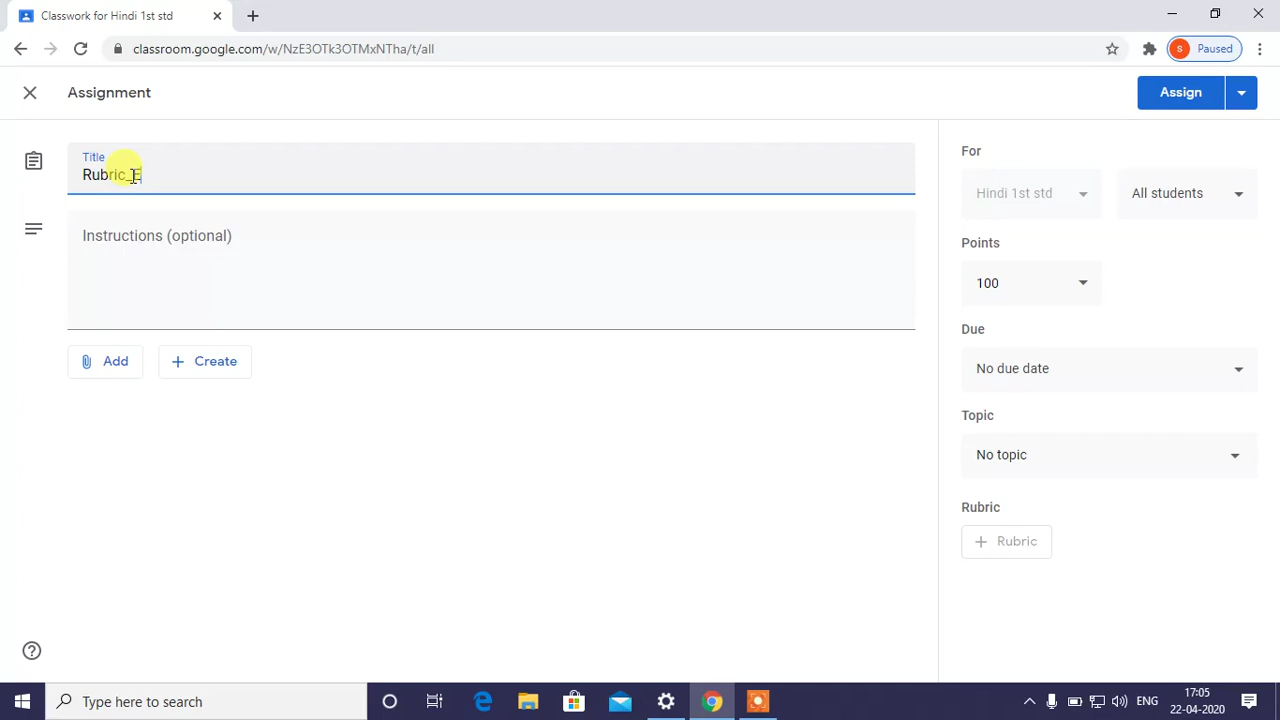 Classwork for Hindi 1st std
classroom.google.com/w/NzE3OTk3OTMxNTha/t/all
S Paused
Assignment
Assign
Title
Rubric_E
Instructions (optional)
Add
Create
For
Hindi 1st std
All students
Points
100
Due
No due date
Topic
No topic
Rubric
Rubric
Type here to search
ENG
17:05
22-04-2020